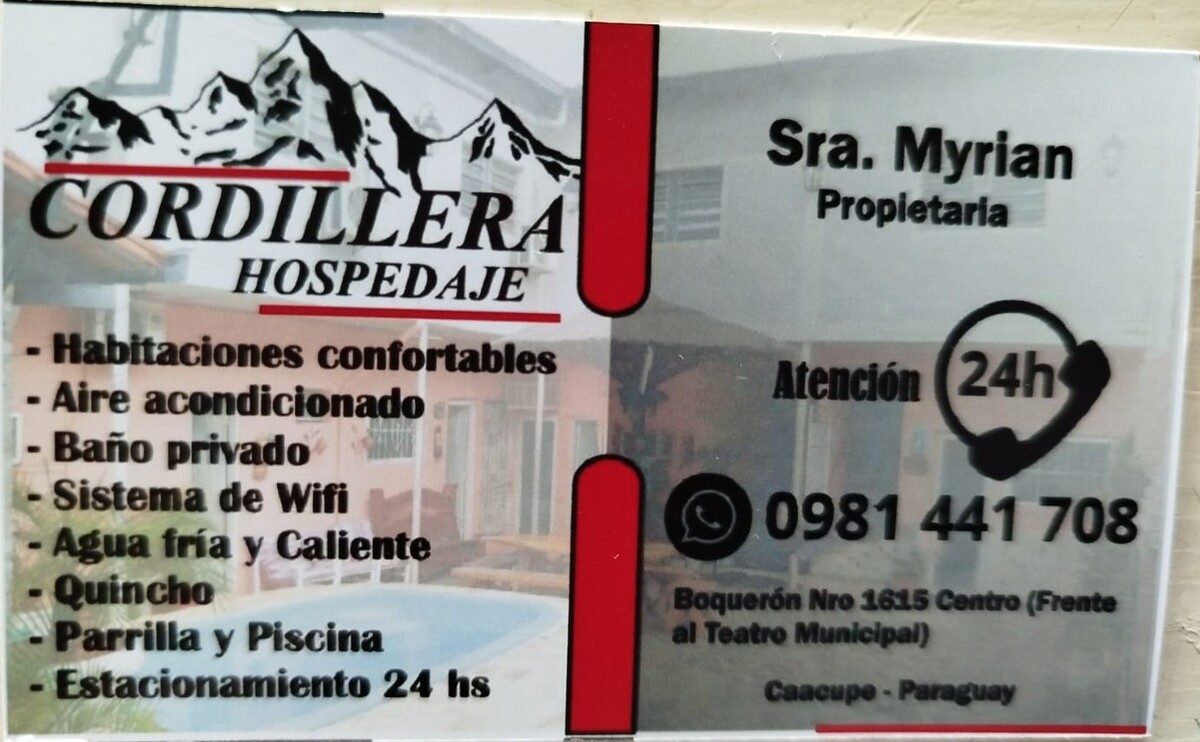 CORDILLERA
HOSPEDAJE
- Habitaciones confortables
- Aire acondicionado
- Baño privado
- Sistema de Wifi
- Agua fría y Caliente
- Quincho
- Parrilla y Piscina
- Estacionamiento 24 hs
Sra. Myrian
Propietaria
Atención 24h
0981 441 708
Boquerón Nro 1615 Centro (Frente
al Teatro Municipal)
Caacupe - Paraguay